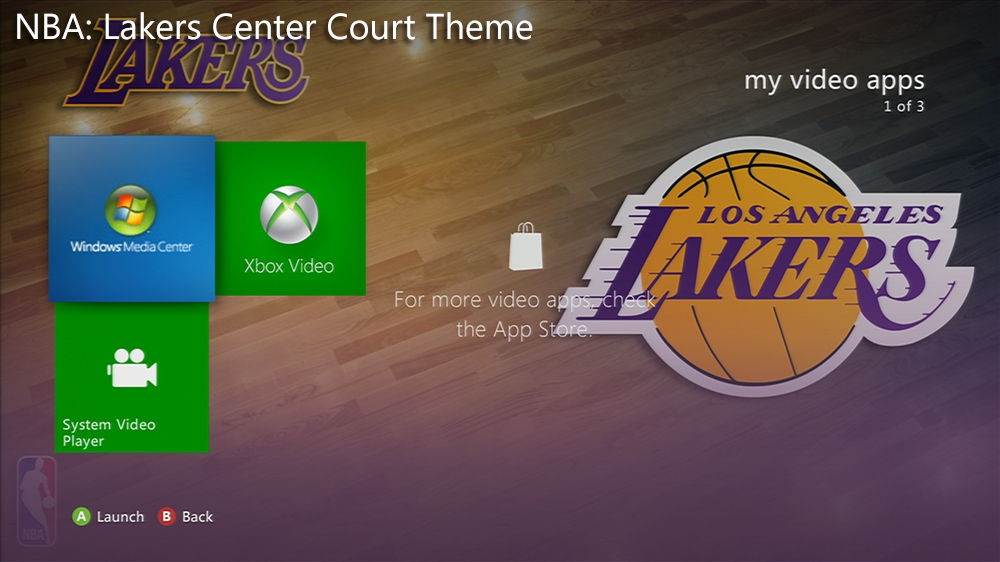 NBA: Lakers Center Court Theme
LAKERS
my video apps
1 of 3
LOS ANGELES
LAKERS
Windows Media Center
Xbox Video
For more video apps, check
the App Store.
System Video
Player
NBA
A Launch B Back